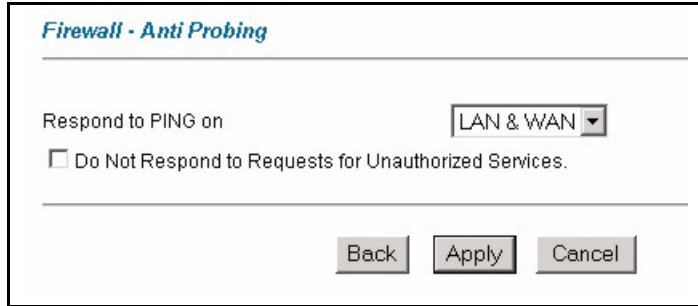 Firewall - Anti Probing
Respond to PING on LAN & WAN
Do Not Respond to Requests for Unauthorized Services.
Back Apply Cancel